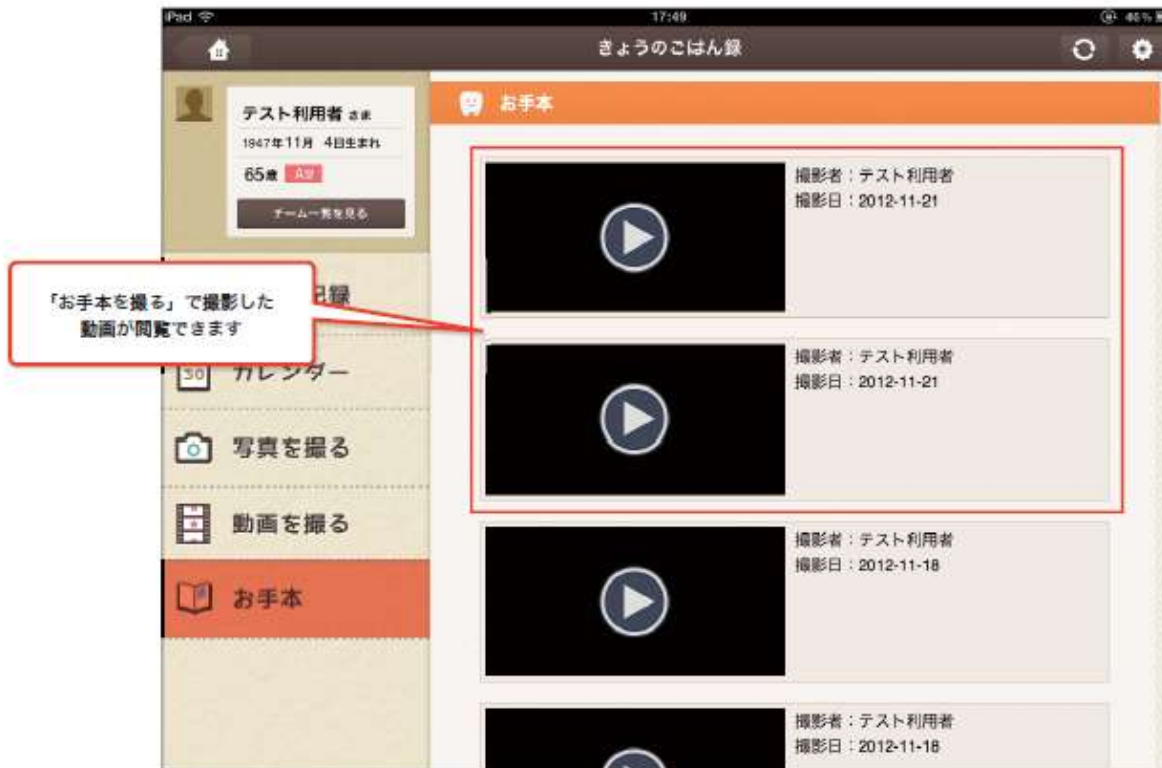 iPad 17:49 46%
きょうのごはん録
テスト利用者 さま
1947年11月 4日生まれ
65歳
チーム一覧を見る
お手本
撮影者：テスト利用者
撮影日：2012-11-21
「お手本を撮る」で撮影した
動画が閲覧できます
記録
撮影者：テスト利用者
撮影日：2012-11-21
30 カレンダー
写真を撮る
動画を撮る
撮影者：テスト利用者
撮影日：2012-11-18
お手本
撮影者：テスト利用者
撮影日：2012-11-18